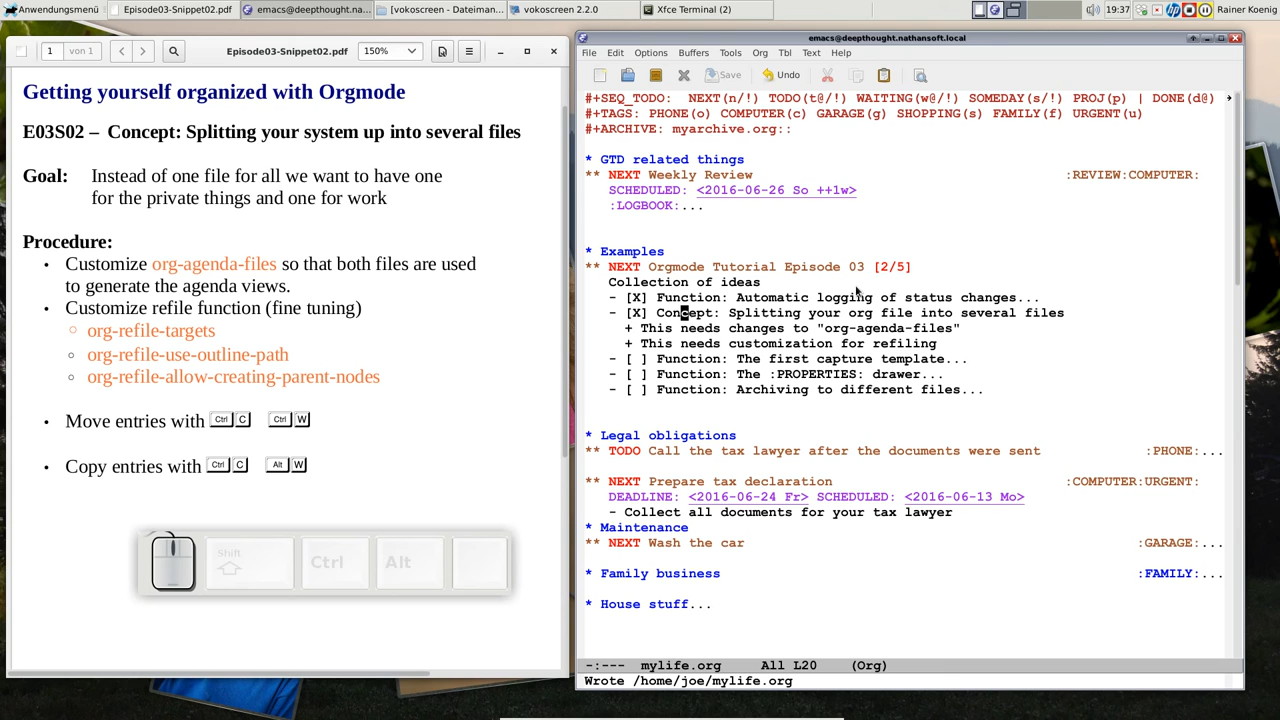 Anwendungsmenü
Episode03-Snippet02.pdf
emacs@deepthought.nathansoft....
[vokoscreen - Dateiman...
vokoscreen 2.2.0
Xfce Terminal (2)
19:37
Rainer Koenig
1 von 1
Episode03-Snippet02.pdf
150%
Getting yourself organized with Orgmode
E03S02 – Concept: Splitting your system up into several files
Goal: Instead of one file for all we want to have one
for the private things and one for work
Procedure:
• Customize org-agenda-files so that both files are used
to generate the agenda views.
• Customize refile function (fine tuning)
org-refile-targets
org-refile-use-outline-path
org-refile-allow-creating-parent-nodes
• Move entries with Ctrl C Ctrl W
• Copy entries with Ctrl C Alt W
Shift Ctrl Alt
emacs@deepthought.nathansoft.local
File Edit Options Buffers Tools Org Tbl Text Help
Save Undo
#+SEQ_TODO: NEXT(n/!) TODO(t@/!) WAITING(w@/!) SOMEDAY(s/!) PROJ(p) | DONE(d@)
#+TAGS: PHONE(o) COMPUTER(c) GARAGE(g) SHOPPING(s) FAMILY(f) URGENT(u)
#+ARCHIVE: myarchive.org::
* GTD related things
** NEXT Weekly Review :REVIEW:COMPUTER:
SCHEDULED: <2016-06-26 So ++1w>
:LOGBOOK:...
* Examples
** NEXT Orgmode Tutorial Episode 03 [2/5]
Collection of ideas
- [X] Function: Automatic logging of status changes...
- [X] Concept: Splitting your org file into several files
+ This needs changes to "org-agenda-files"
+ This needs customization for refiling
- [ ] Function: The first capture template...
- [ ] Function: The :PROPERTIES: drawer...
- [ ] Function: Archiving to different files...
* Legal obligations
** TODO Call the tax lawyer after the documents were sent :PHONE:...
** NEXT Prepare tax declaration :COMPUTER:URGENT:
DEADLINE: <2016-06-24 Fr> SCHEDULED: <2016-06-13 Mo>
- Collect all documents for your tax lawyer
* Maintenance
** NEXT Wash the car :GARAGE:...
* Family business :FAMILY:...
* House stuff...
-:--- mylife.org All L20 (Org)
Wrote /home/joe/mylife.org